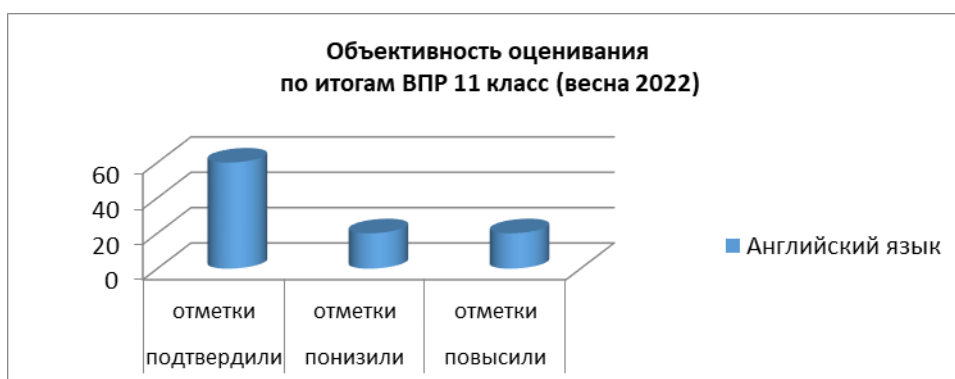 Объективность оценивания
по итогам ВПР 11 класс (весна 2022)
60
40
20
0
отметки подтвердили
отметки понизили
отметки повысили
Английский язык